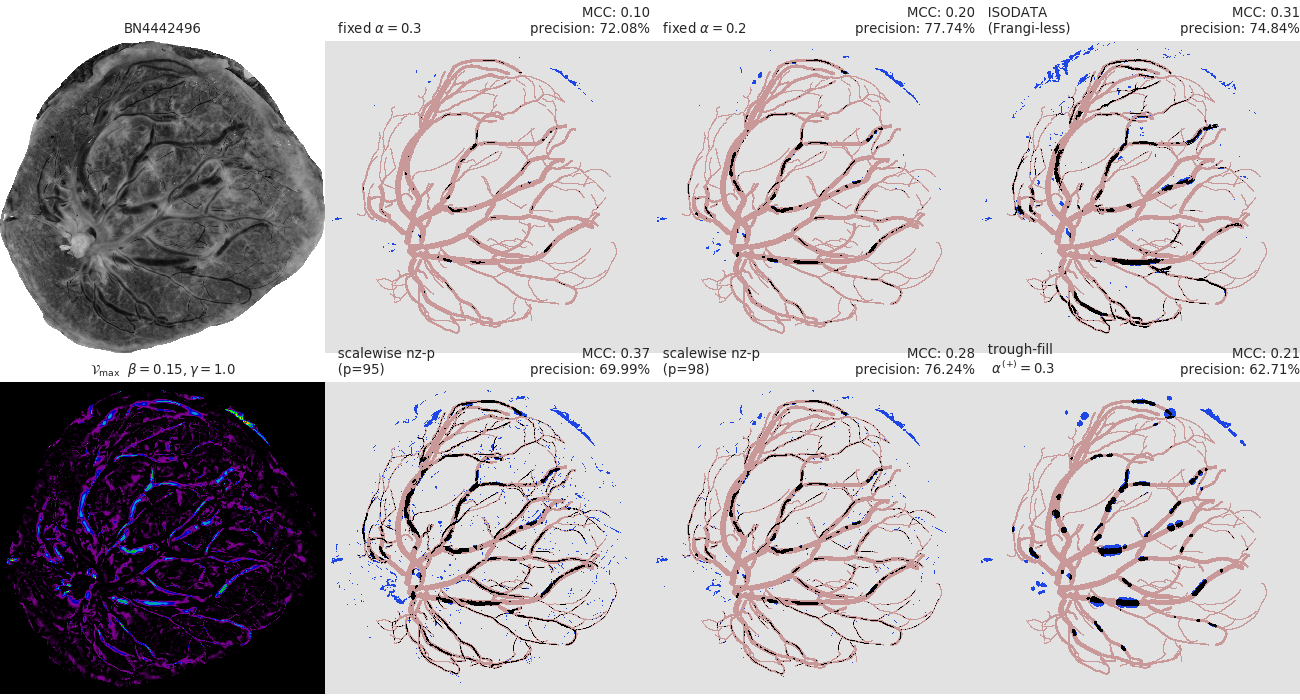 BN4442496
fixed α = 0.3
MCC: 0.10
precision: 72.08%
fixed α = 0.2
MCC: 0.20
precision: 77.74%
ISODATA
(Frangi-less)
MCC: 0.31
precision: 74.84%
𝒱max β = 0.15, γ = 1.0
scalewise nz-p
(p=95)
MCC: 0.37
precision: 69.99%
scalewise nz-p
(p=98)
MCC: 0.28
precision: 76.24%
trough-fill
α(+) = 0.3
MCC: 0.21
precision: 62.71%